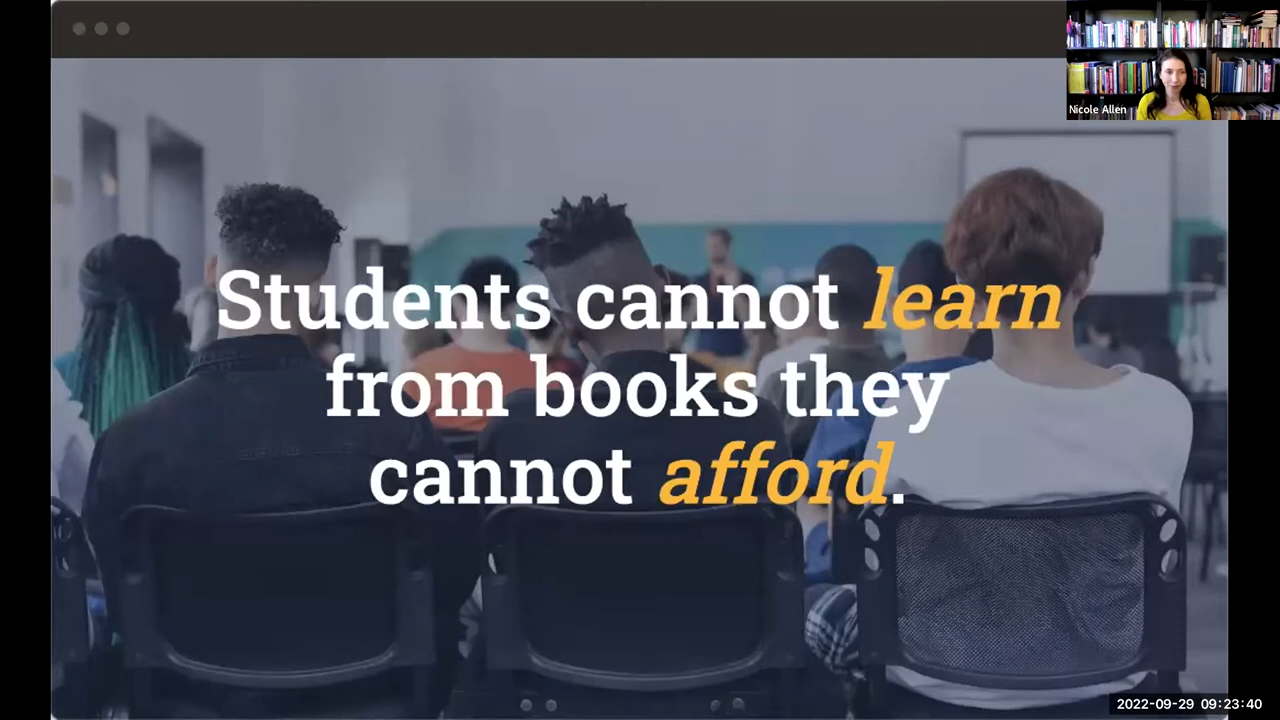 Nicole Allen
Students cannot learn
from books they
cannot afford.
2022-09-29 09:23:40